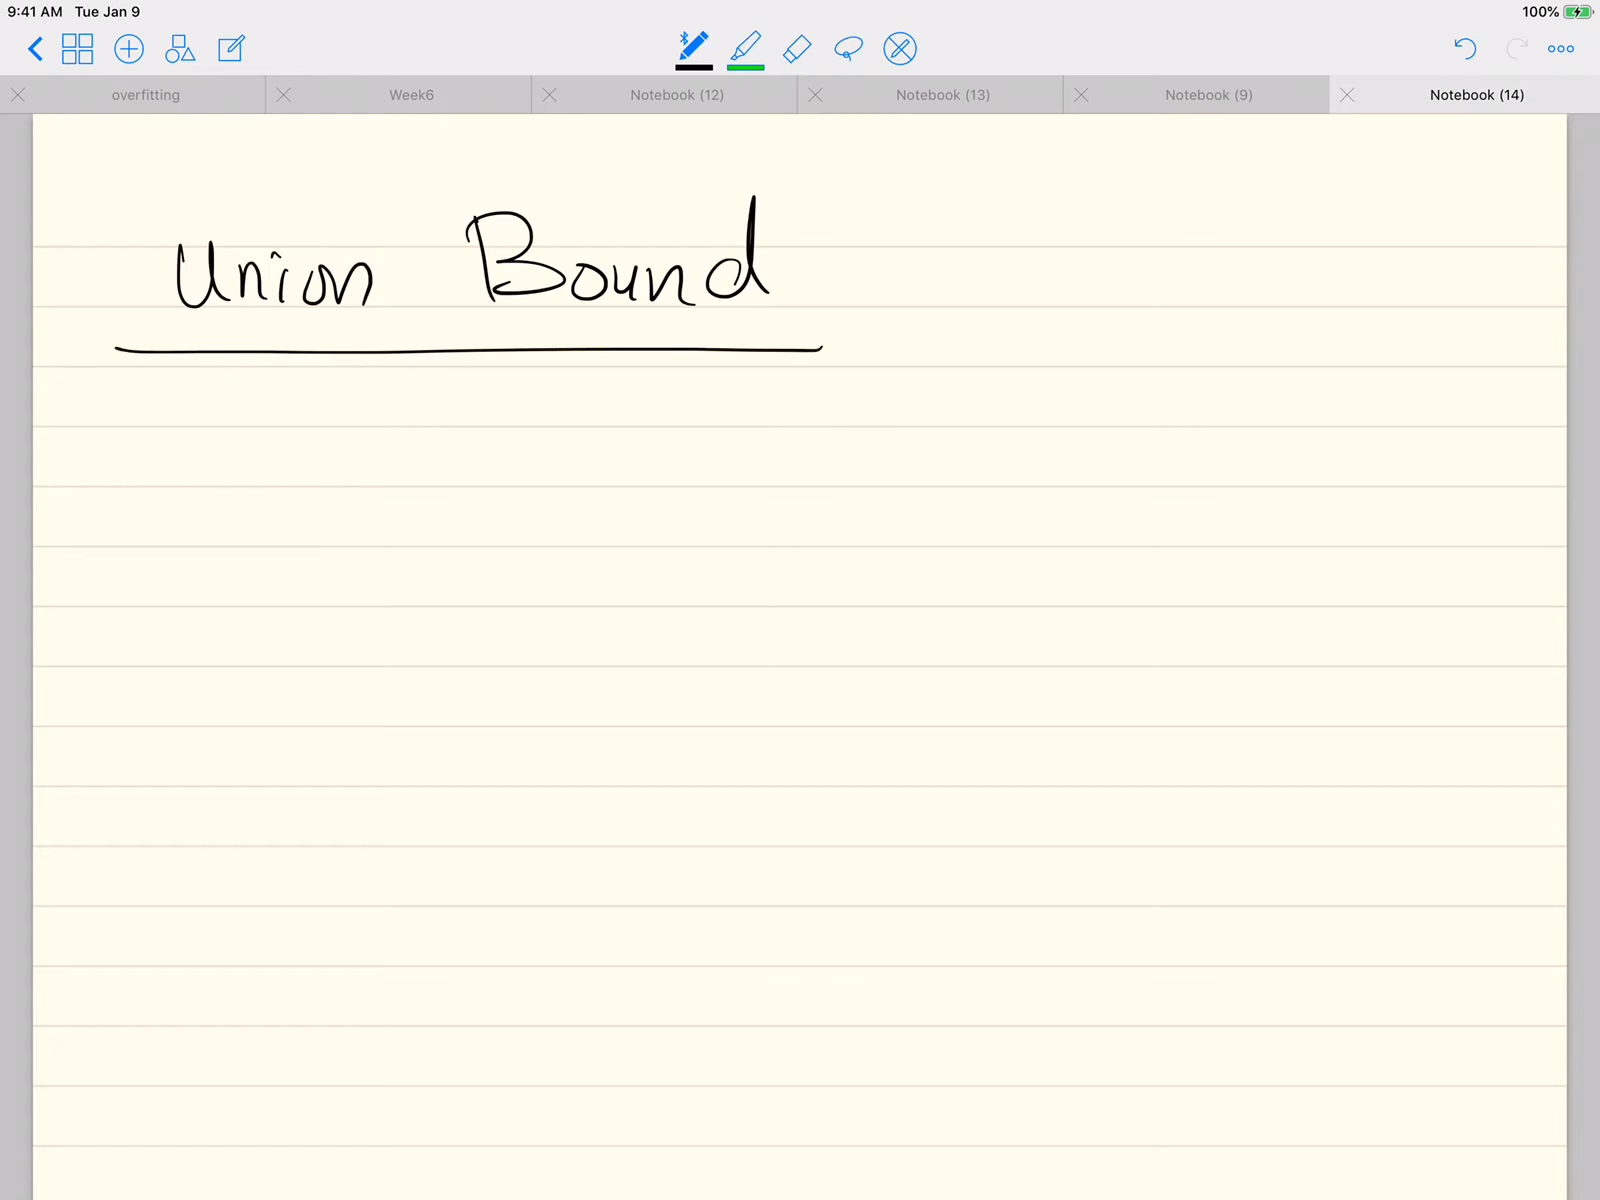 9:41 AM Tue Jan 9 100%
overfitting Week6 Notebook (12) Notebook (13) Notebook (9) Notebook (14)
Union Bound